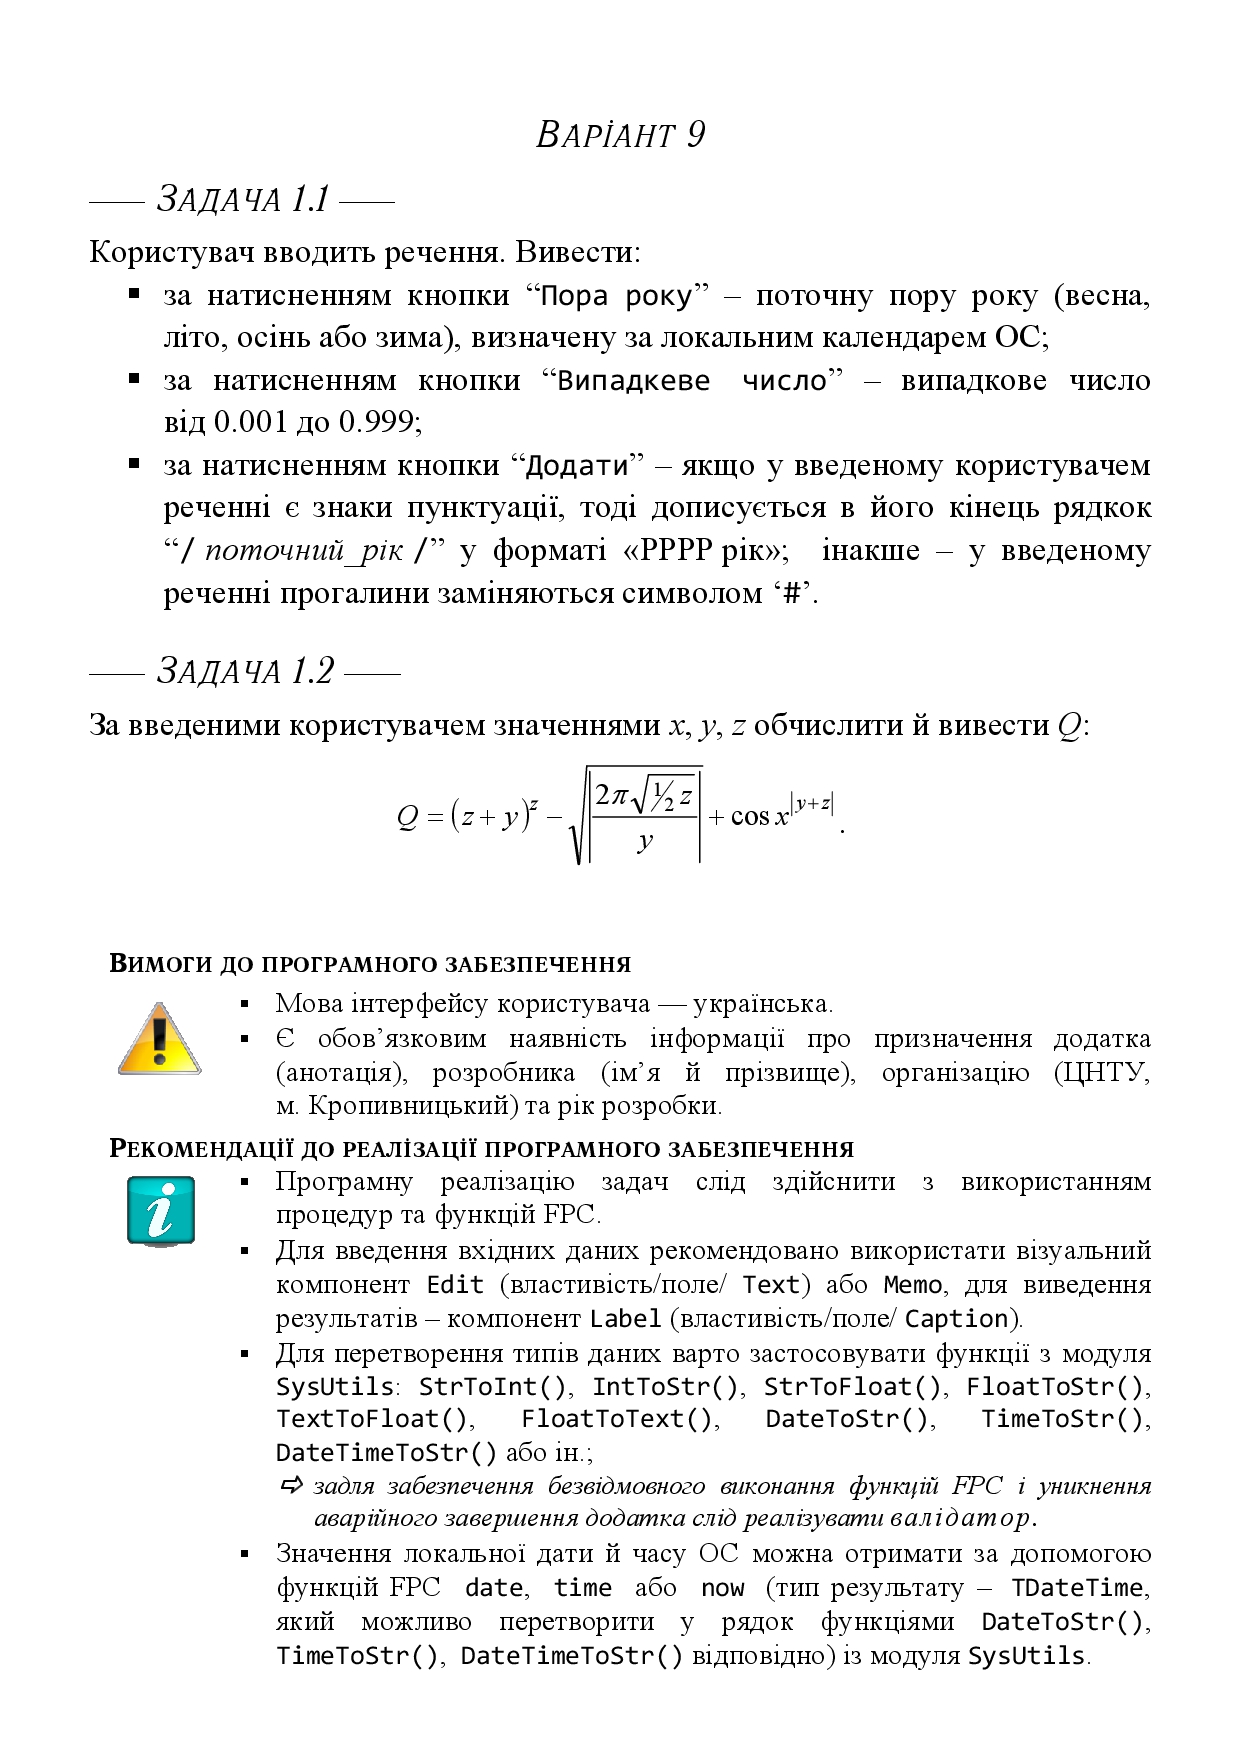 ВАРІАНТ 9
—— ЗАДАЧА 1.1 ——
Користувач вводить речення. Вивести:
▪ за натисненням кнопки “Пора року” – поточну пору року (весна,
літо, осінь або зима), визначену за локальним календарем ОС;
▪ за натисненням кнопки “Випадкеве число” – випадкове число
від 0.001 до 0.999;
▪ за натисненням кнопки “Додати” – якщо у введеному користувачем
реченні є знаки пунктуації, тоді дописується в його кінець рядкок
“/ поточний_рік /” у форматі «РРРР рік»; інакше – у введеному
реченні прогалини заміняються символом ‘#’.
—— ЗАДАЧА 1.2 ——
За введеними користувачем значеннями x, y, z обчислити й вивести Q:
Q = (z + y)^z − √|2π√(½ z) / y| + cos x^|y+z| .
ВИМОГИ ДО ПРОГРАМНОГО ЗАБЕЗПЕЧЕННЯ
▪ Мова інтерфейсу користувача — українська.
▪ Є обов’язковим наявність інформації про призначення додатка
(анотація), розробника (ім’я й прізвище), організацію (ЦНТУ,
м. Кропивницький) та рік розробки.
РЕКОМЕНДАЦІЇ ДО РЕАЛІЗАЦІЇ ПРОГРАМНОГО ЗАБЕЗПЕЧЕННЯ
▪ Програмну реалізацію задач слід здійснити з використанням
процедур та функцій FPC.
▪ Для введення вхідних даних рекомендовано використати візуальний
компонент Edit (властивість/поле/ Text) або Memo, для виведення
результатів – компонент Label (властивість/поле/ Caption).
▪ Для перетворення типів даних варто застосовувати функції з модуля
SysUtils: StrToInt(), IntToStr(), StrToFloat(), FloatToStr(),
TextToFloat(), FloatToText(), DateToStr(), TimeToStr(),
DateTimeToStr() або ін.;
➪ задля забезпечення безвідмовного виконання функцій FPC і уникнення
аварійного завершення додатка слід реалізувати валідатор.
▪ Значення локальної дати й часу ОС можна отримати за допомогою
функцій FPC date, time або now (тип результату – TDateTime,
який можливо перетворити у рядок функціями DateToStr(),
TimeToStr(), DateTimeToStr() відповідно) із модуля SysUtils.